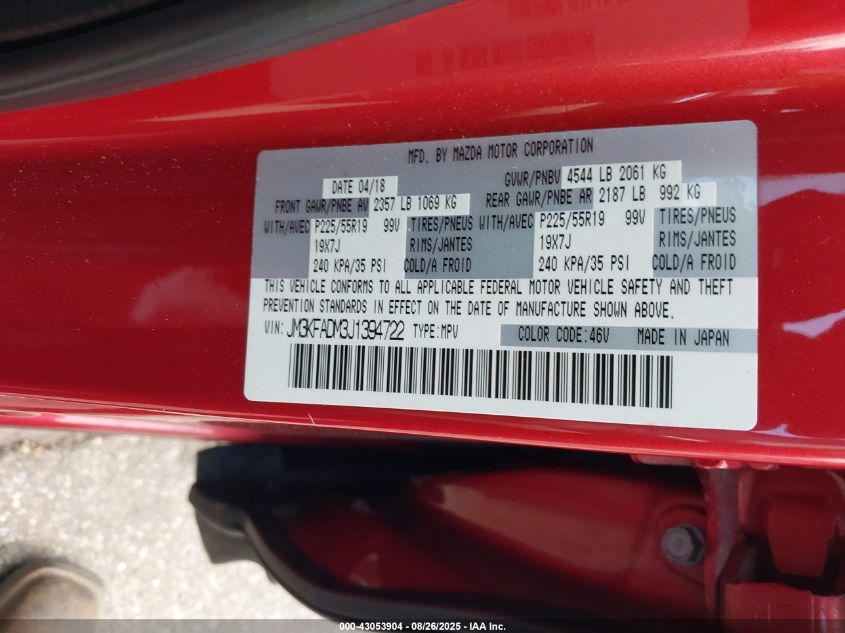 MFD. BY MAZDA MOTOR CORPORATION
DATE 04/18 GVWR/PNBV 4544 LB 2061 KG
FRONT GAWR/PNBE AV 2357 LB 1069 KG REAR GAWR/PNBE AR 2187 LB 992 KG
WITH/AVEC P225/55R19 99V TIRES/PNEUS WITH/AVEC P225/55R19 99V TIRES/PNEUS
19X7J RIMS/JANTES 19X7J RIMS/JANTES
240 KPA/35 PSI COLD/A FROID 240 KPA/35 PSI COLD/A FROID
THIS VEHICLE CONFORMS TO ALL APPLICABLE FEDERAL MOTOR VEHICLE SAFETY AND THEFT
PREVENTION STANDARDS IN EFFECT ON THE DATE OF MANUFACTURE SHOWN ABOVE.
VIN: JM3KFADM3J1394722 TYPE:MPV COLOR CODE:46V MADE IN JAPAN
000-43053904 - 08/26/2025 - IAA Inc.